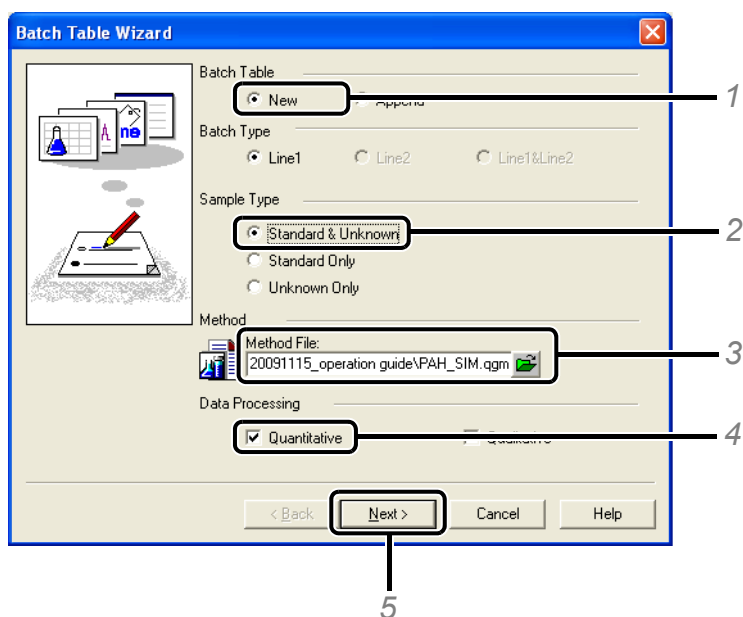 Batch Table Wizard
Batch Table
New Append 1
Batch Type
Line1 Line2 Line1&Line2
Sample Type
Standard & Unknown 2
Standard Only
Unknown Only
Method
Method File:
20091115_operation guide\PAH_SIM.qgm 3
Data Processing
Quantitative Qualitative 4
< Back Next > Cancel Help
5